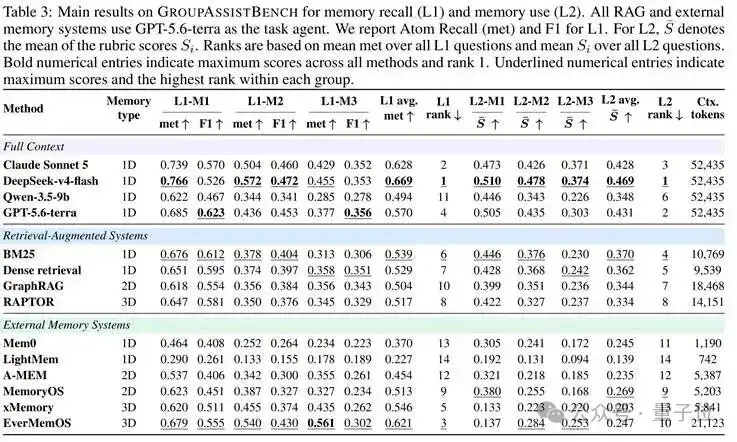 Table 3: Main results on GROUPASSISTBENCH for memory recall (L1) and memory use (L2). All RAG and external
memory systems use GPT-5.6-terra as the task agent. We report Atom Recall (met) and F1 for L1. For L2, S̄ denotes
the mean of the rubric scores Sᵢ. Ranks are based on mean met over all L1 questions and mean Sᵢ over all L2 questions.
Bold numerical entries indicate maximum scores across all methods and rank 1. Underlined numerical entries indicate
maximum scores and the highest rank within each group.
Method Memory type L1-M1 L1-M2 L1-M3 L1 avg. L1 L2-M1 L2-M2 L2-M3 L2 avg. L2 Ctx.
met ↑ F1 ↑ met ↑ F1 ↑ met ↑ F1 ↑ met ↑ rank ↓ S̄ ↑ S̄ ↑ S̄ ↑ S̄ ↑ rank ↓ tokens
Full Context
Claude Sonnet 5 1D 0.739 0.570 0.504 0.460 0.429 0.352 0.628 2 0.473 0.426 0.371 0.428 3 52,435
DeepSeek-v4-flash 1D 0.766 0.526 0.572 0.472 0.455 0.353 0.669 1 0.510 0.478 0.374 0.469 1 52,435
Qwen-3.5-9b 1D 0.622 0.467 0.344 0.341 0.285 0.278 0.494 11 0.446 0.343 0.226 0.348 6 52,435
GPT-5.6-terra 1D 0.685 0.623 0.436 0.453 0.377 0.356 0.570 4 0.505 0.435 0.303 0.431 2 52,435
Retrieval-Augmented Systems
BM25 1D 0.676 0.612 0.378 0.404 0.313 0.306 0.539 6 0.446 0.376 0.230 0.370 4 10,769
Dense retrieval 1D 0.651 0.595 0.374 0.397 0.358 0.351 0.529 7 0.428 0.368 0.242 0.362 5 9,539
GraphRAG 2D 0.618 0.554 0.356 0.384 0.356 0.343 0.504 10 0.399 0.351 0.236 0.344 7 18,468
RAPTOR 3D 0.647 0.581 0.350 0.376 0.345 0.329 0.517 8 0.422 0.327 0.237 0.334 8 14,151
External Memory Systems
Mem0 1D 0.464 0.408 0.252 0.264 0.234 0.223 0.370 13 0.305 0.241 0.172 0.245 11 1,190
LightMem 1D 0.290 0.261 0.133 0.155 0.178 0.189 0.227 14 0.192 0.131 0.094 0.139 14 742
A-MEM 2D 0.537 0.406 0.342 0.300 0.355 0.261 0.454 12 0.321 0.218 0.185 0.235 12 5,387
MemoryOS 2D 0.623 0.451 0.387 0.327 0.327 0.234 0.513 9 0.380 0.255 0.168 0.269 9 5,203
xMemory 3D 0.620 0.511 0.455 0.374 0.435 0.262 0.546 5 0.133 0.223 0.220 0.203 13 5,841
EverMemOS 3D 0.679 0.555 0.540 0.430 0.561 0.302 0.621 3 0.137 0.284 0.253 0.247 10 21,123
公众号·量子位